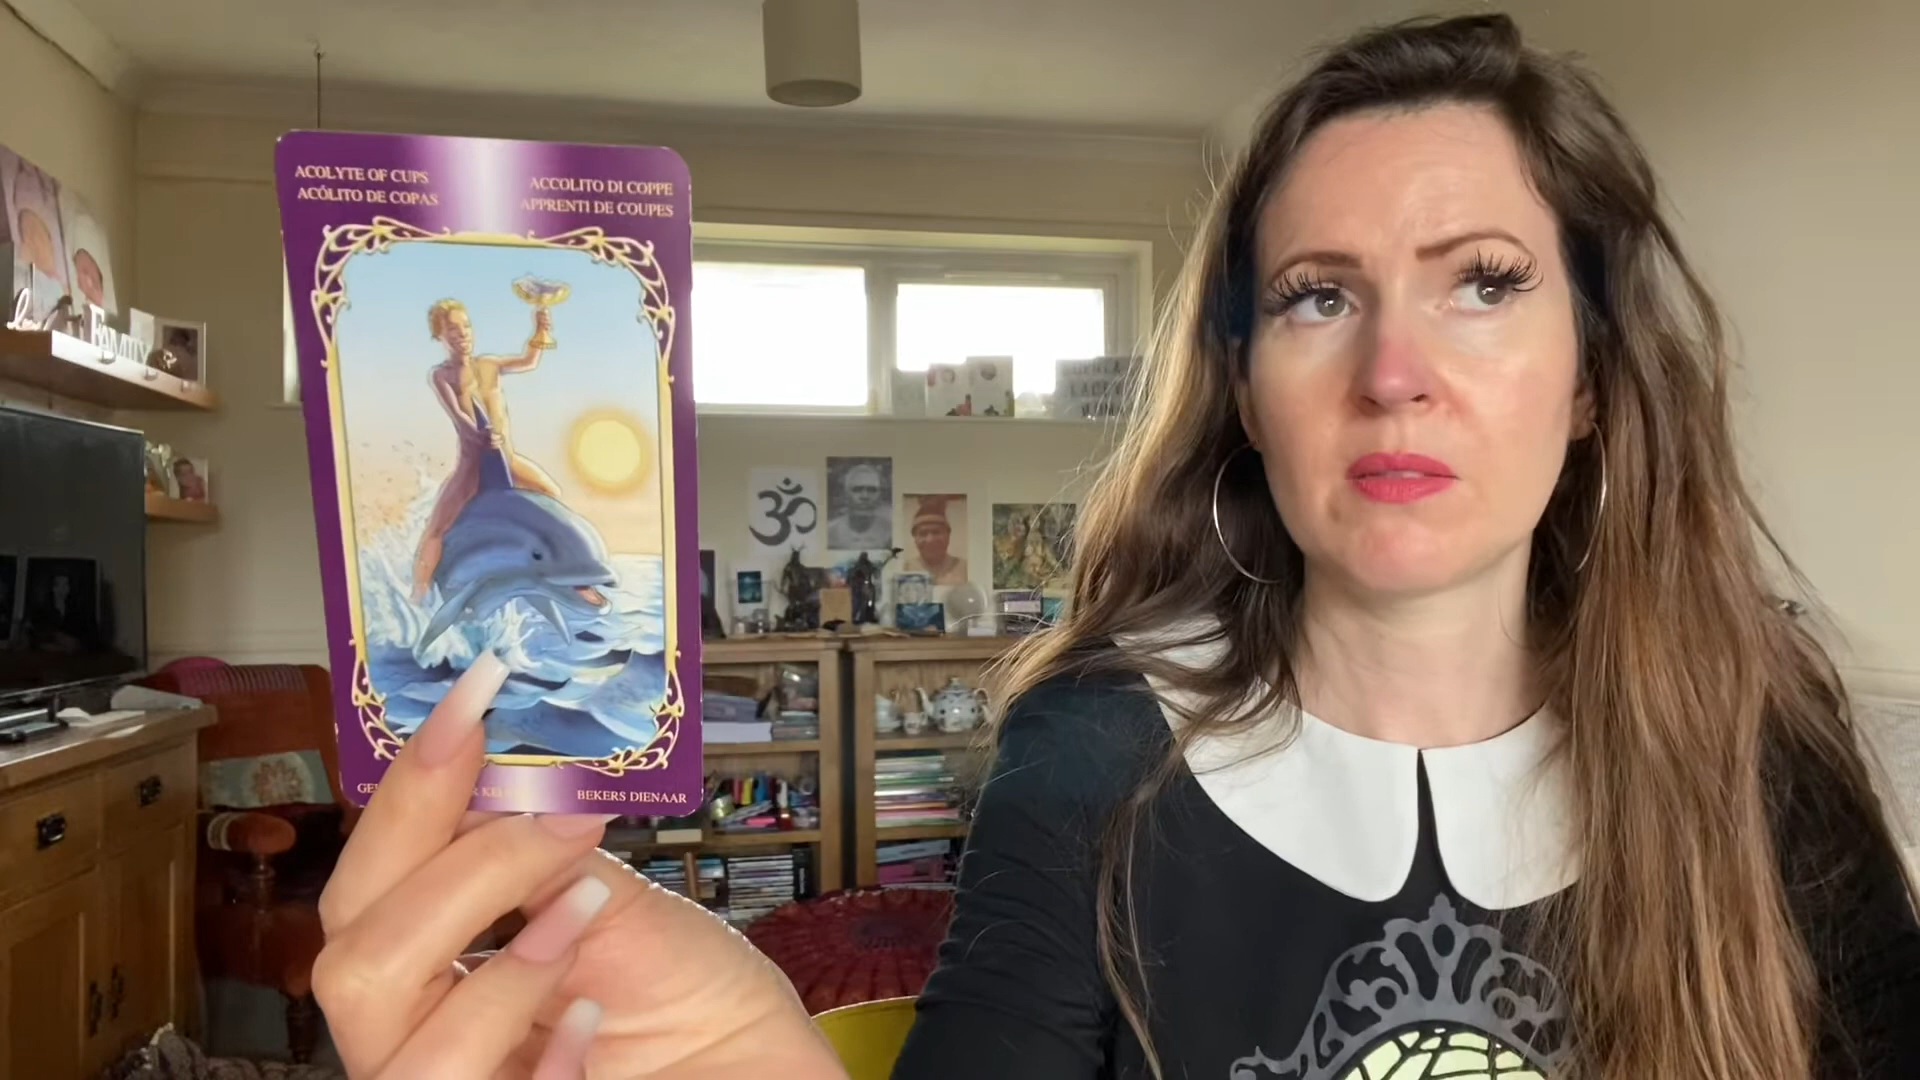 ACOLYTE OF CUPS
ACÓLITO DE COPAS
ACCOLITO DI COPPE
APPRENTI DE COUPES
BEKERS DIENAAR
FAMILY